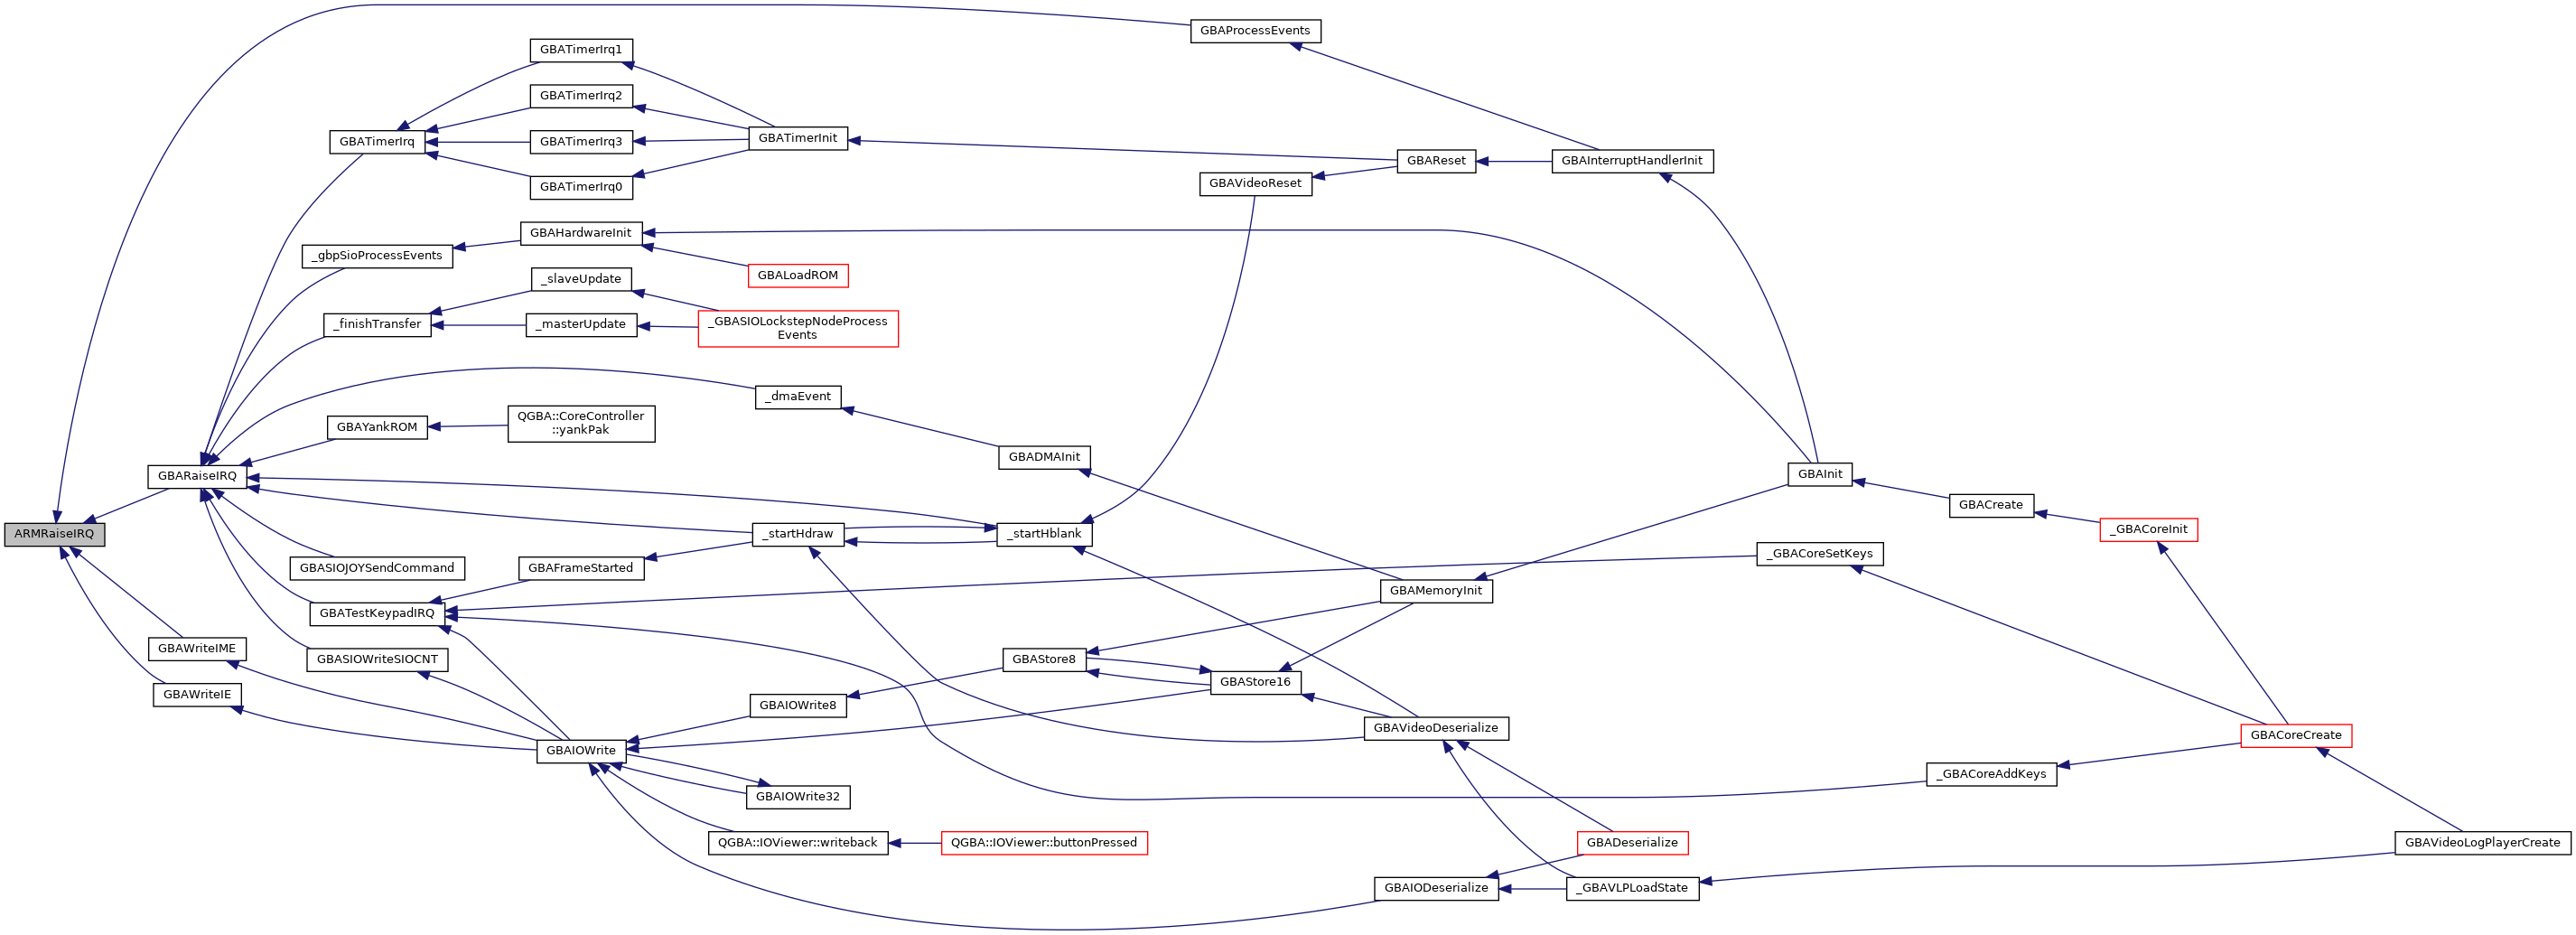 GBAProcessEvents
GBATimerIrq1
GBATimerIrq2
GBATimerIrq
GBATimerIrq3
GBATimerInit
GBATimerIrq0
GBAReset
GBAInterruptHandlerInit
GBAVideoReset
GBAHardwareInit
_gbpSioProcessEvents
GBALoadROM
_slaveUpdate
_finishTransfer
_masterUpdate
_GBASIOLockstepNodeProcess
Events
_dmaEvent
GBAYankROM
QGBA::CoreController
::yankPak
GBADMAInit
GBARaiseIRQ
GBAInit
GBACreate
_GBACoreInit
ARMRaiseIRQ
_startHdraw
_startHblank
_GBACoreSetKeys
GBASIOJOYSendCommand
GBAFrameStarted
GBAMemoryInit
GBATestKeypadIRQ
GBAWriteIME
GBASIOWriteSIOCNT
GBAStore8
GBAStore16
GBAWriteIE
GBAIOWrite8
GBAVideoDeserialize
GBAIOWrite
GBACoreCreate
_GBACoreAddKeys
GBAIOWrite32
QGBA::IOViewer::writeback
QGBA::IOViewer::buttonPressed
GBADeserialize
GBAVideoLogPlayerCreate
GBAIODeserialize
_GBAVLPLoadState